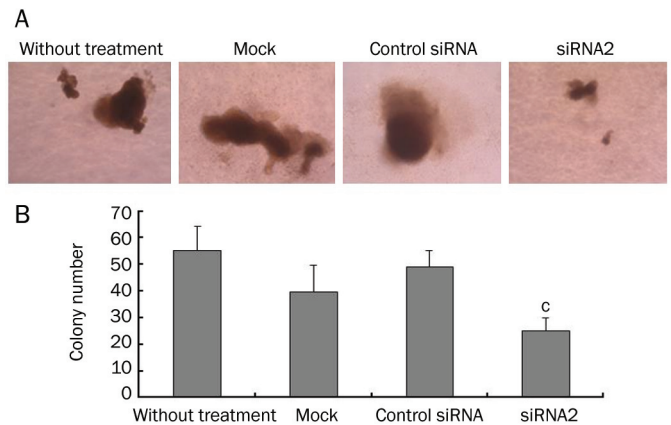 A
Without treatment Mock Control siRNA siRNA2
B
Colony number
70
60
50
40
30
20
10
0
c
Without treatment Mock Control siRNA siRNA2